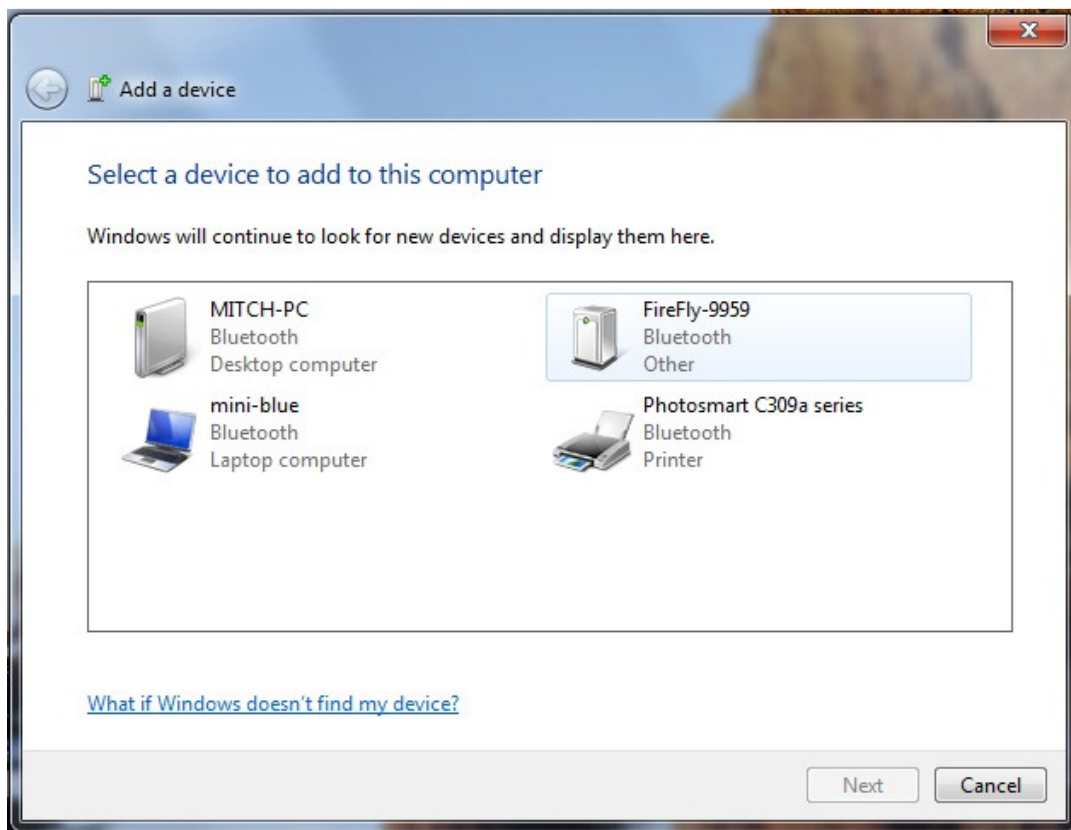 Add a device
Select a device to add to this computer
Windows will continue to look for new devices and display them here.
MITCH-PC
Bluetooth
Desktop computer
FireFly-9959
Bluetooth
Other
mini-blue
Bluetooth
Laptop computer
Photosmart C309a series
Bluetooth
Printer
What if Windows doesn't find my device?
Next
Cancel